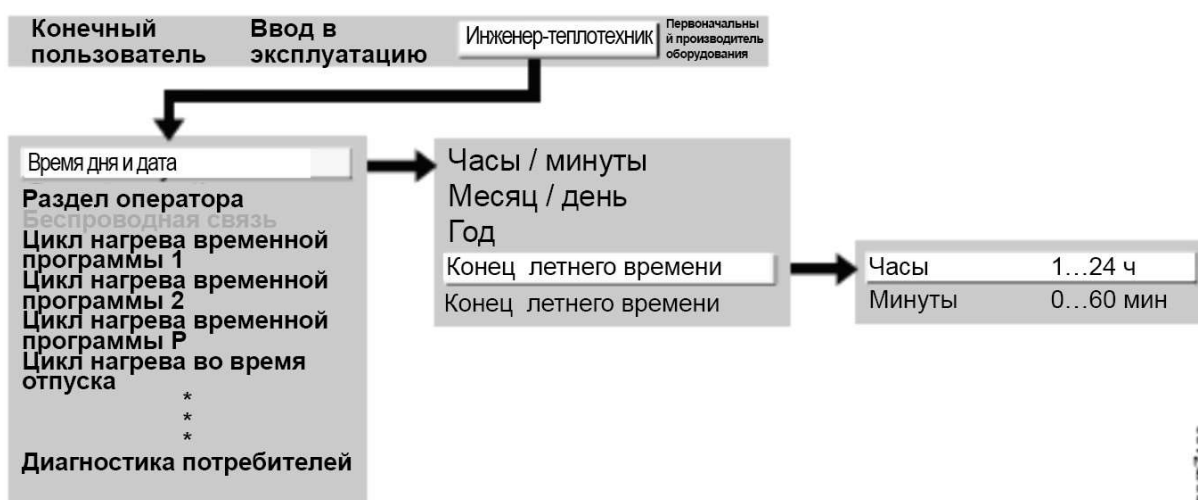 Конечный
пользователь
Ввод в
эксплуатацию
Инженер-теплотехник
Первоначальны
й производитель
оборудования
Время дня и дата
Раздел оператора
Беспроводная связь
Цикл нагрева временной
программы 1
Цикл нагрева временной
программы 2
Цикл нагрева временной
программы P
Цикл нагрева во время
отпуска
*
*
*
Диагностика потребителей
Часы / минуты
Месяц / день
Год
Конец летнего времени
Конец летнего времени
Часы 1…24 ч
Минуты 0…60 мин